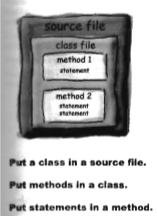 source file
class file
method 1
statement
method 2
statement
statement
Put a class in a source file.
Put methods in a class.
Put statements in a method.